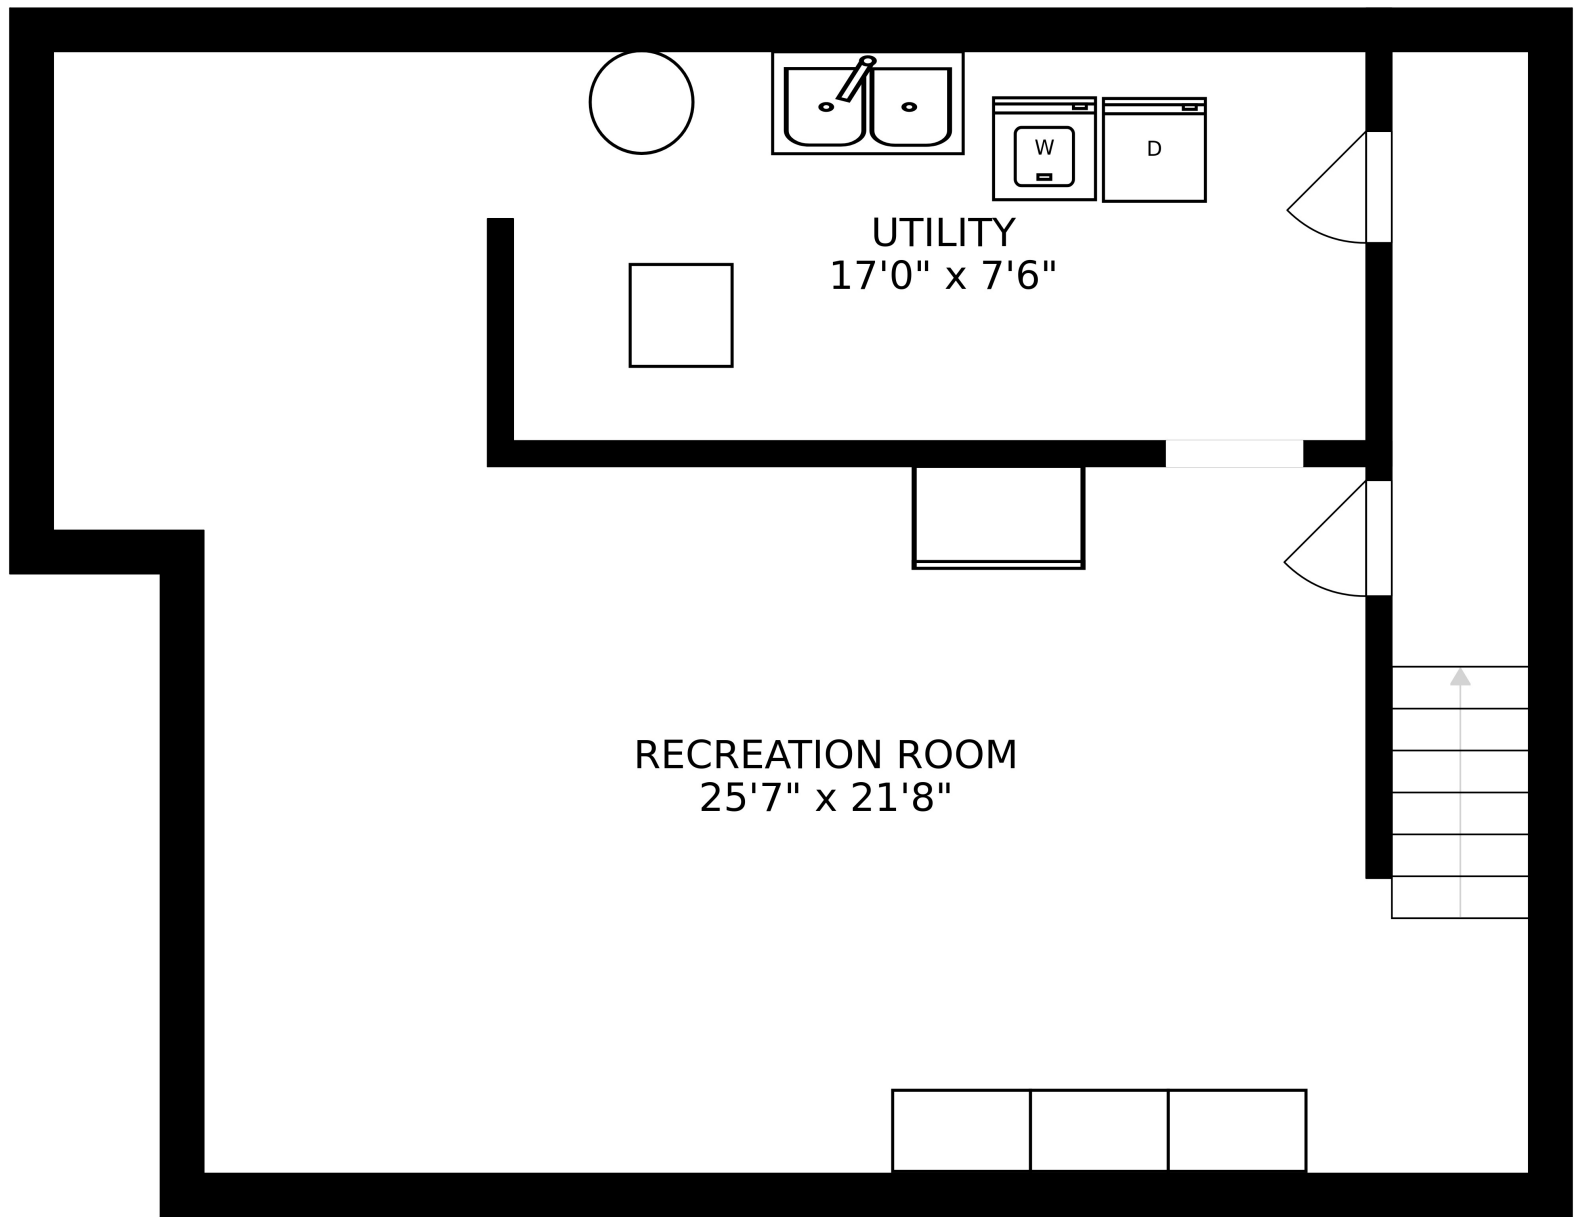 W
D
UTILITY
17'0" x 7'6"
RECREATION ROOM
25'7" x 21'8"